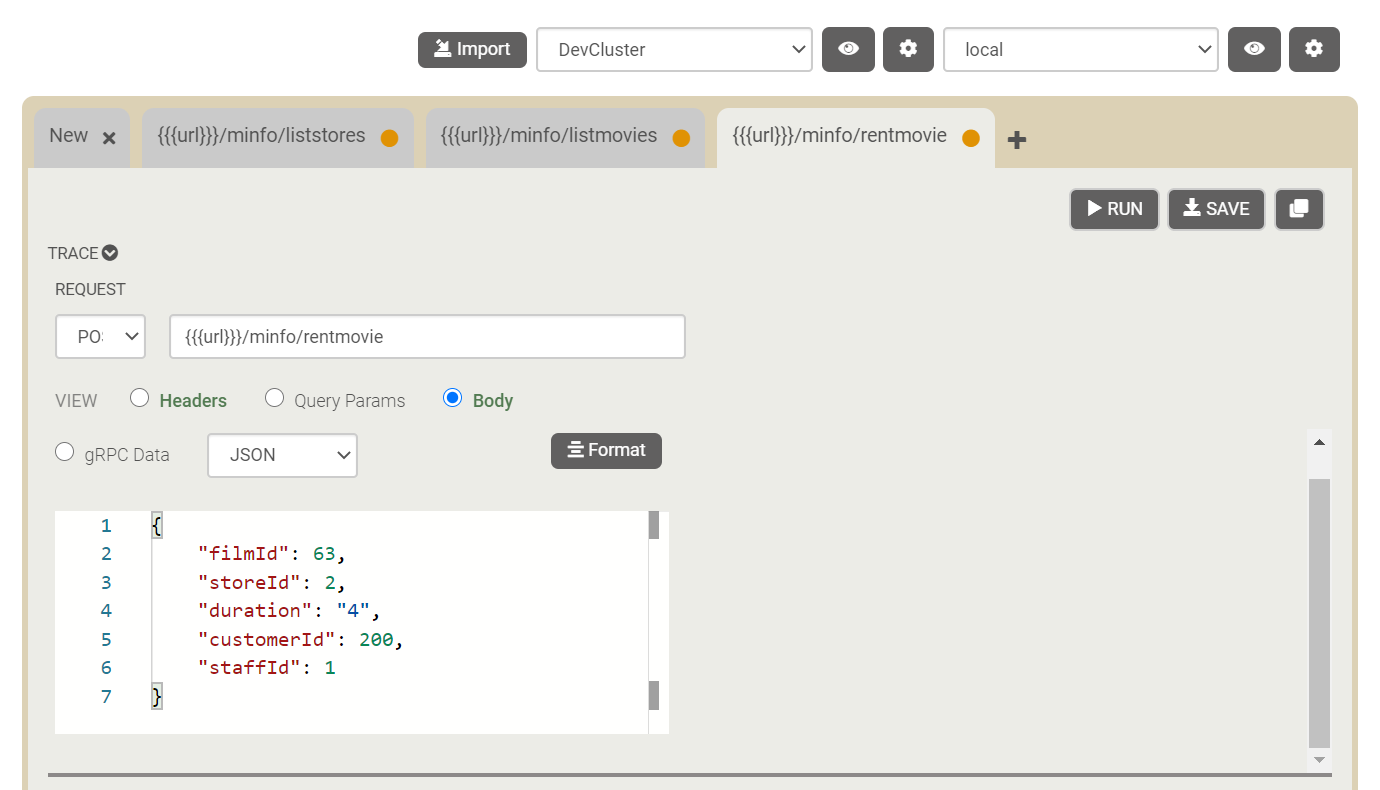 Import DevCluster local
New {{{url}}}/minfo/liststores {{{url}}}/minfo/listmovies {{{url}}}/minfo/rentmovie
RUN SAVE
TRACE
REQUEST
POS {{{url}}}/minfo/rentmovie
VIEW Headers Query Params Body
gRPC Data JSON Format
1 {
2 "filmId": 63,
3 "storeId": 2,
4 "duration": "4",
5 "customerId": 200,
6 "staffId": 1
7 }